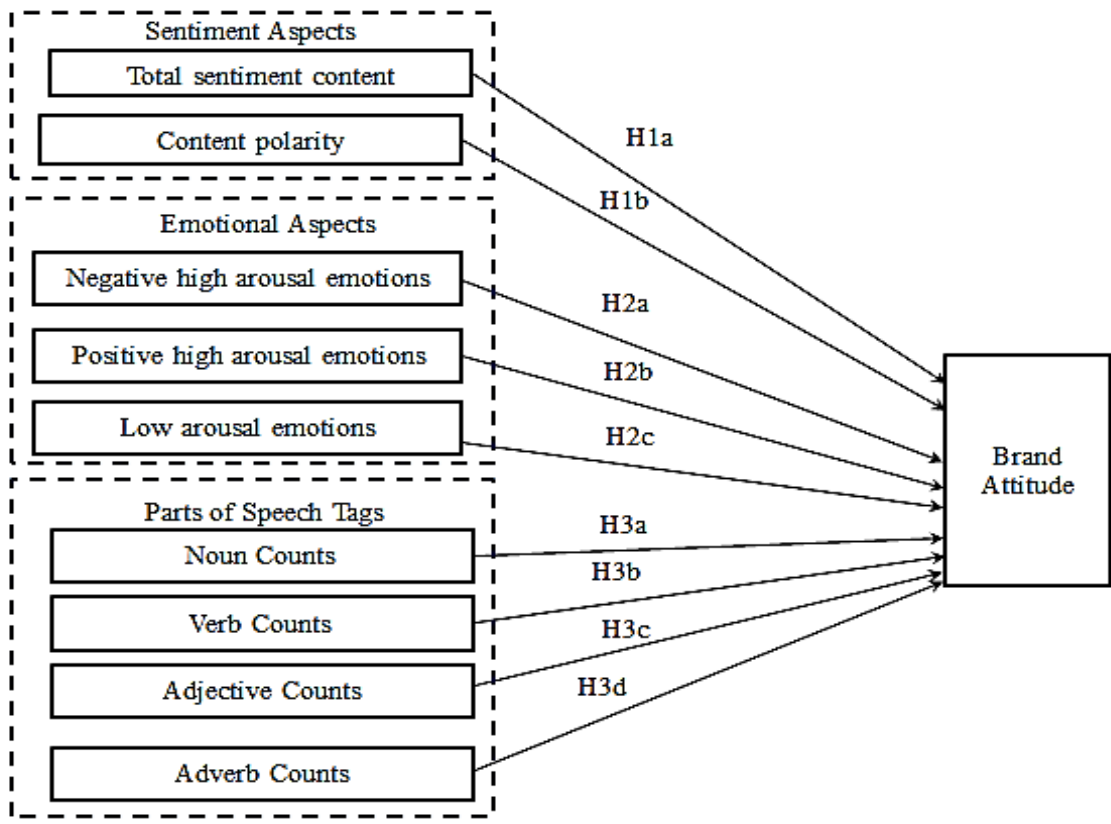 Sentiment Aspects
Total sentiment content
Content polarity
H1a
H1b
Emotional Aspects
Negative high arousal emotions
Positive high arousal emotions
Low arousal emotions
H2a
H2b
H2c
Parts of Speech Tags
Noun Counts
Verb Counts
Adjective Counts
Adverb Counts
H3a
H3b
H3c
H3d
Brand
Attitude